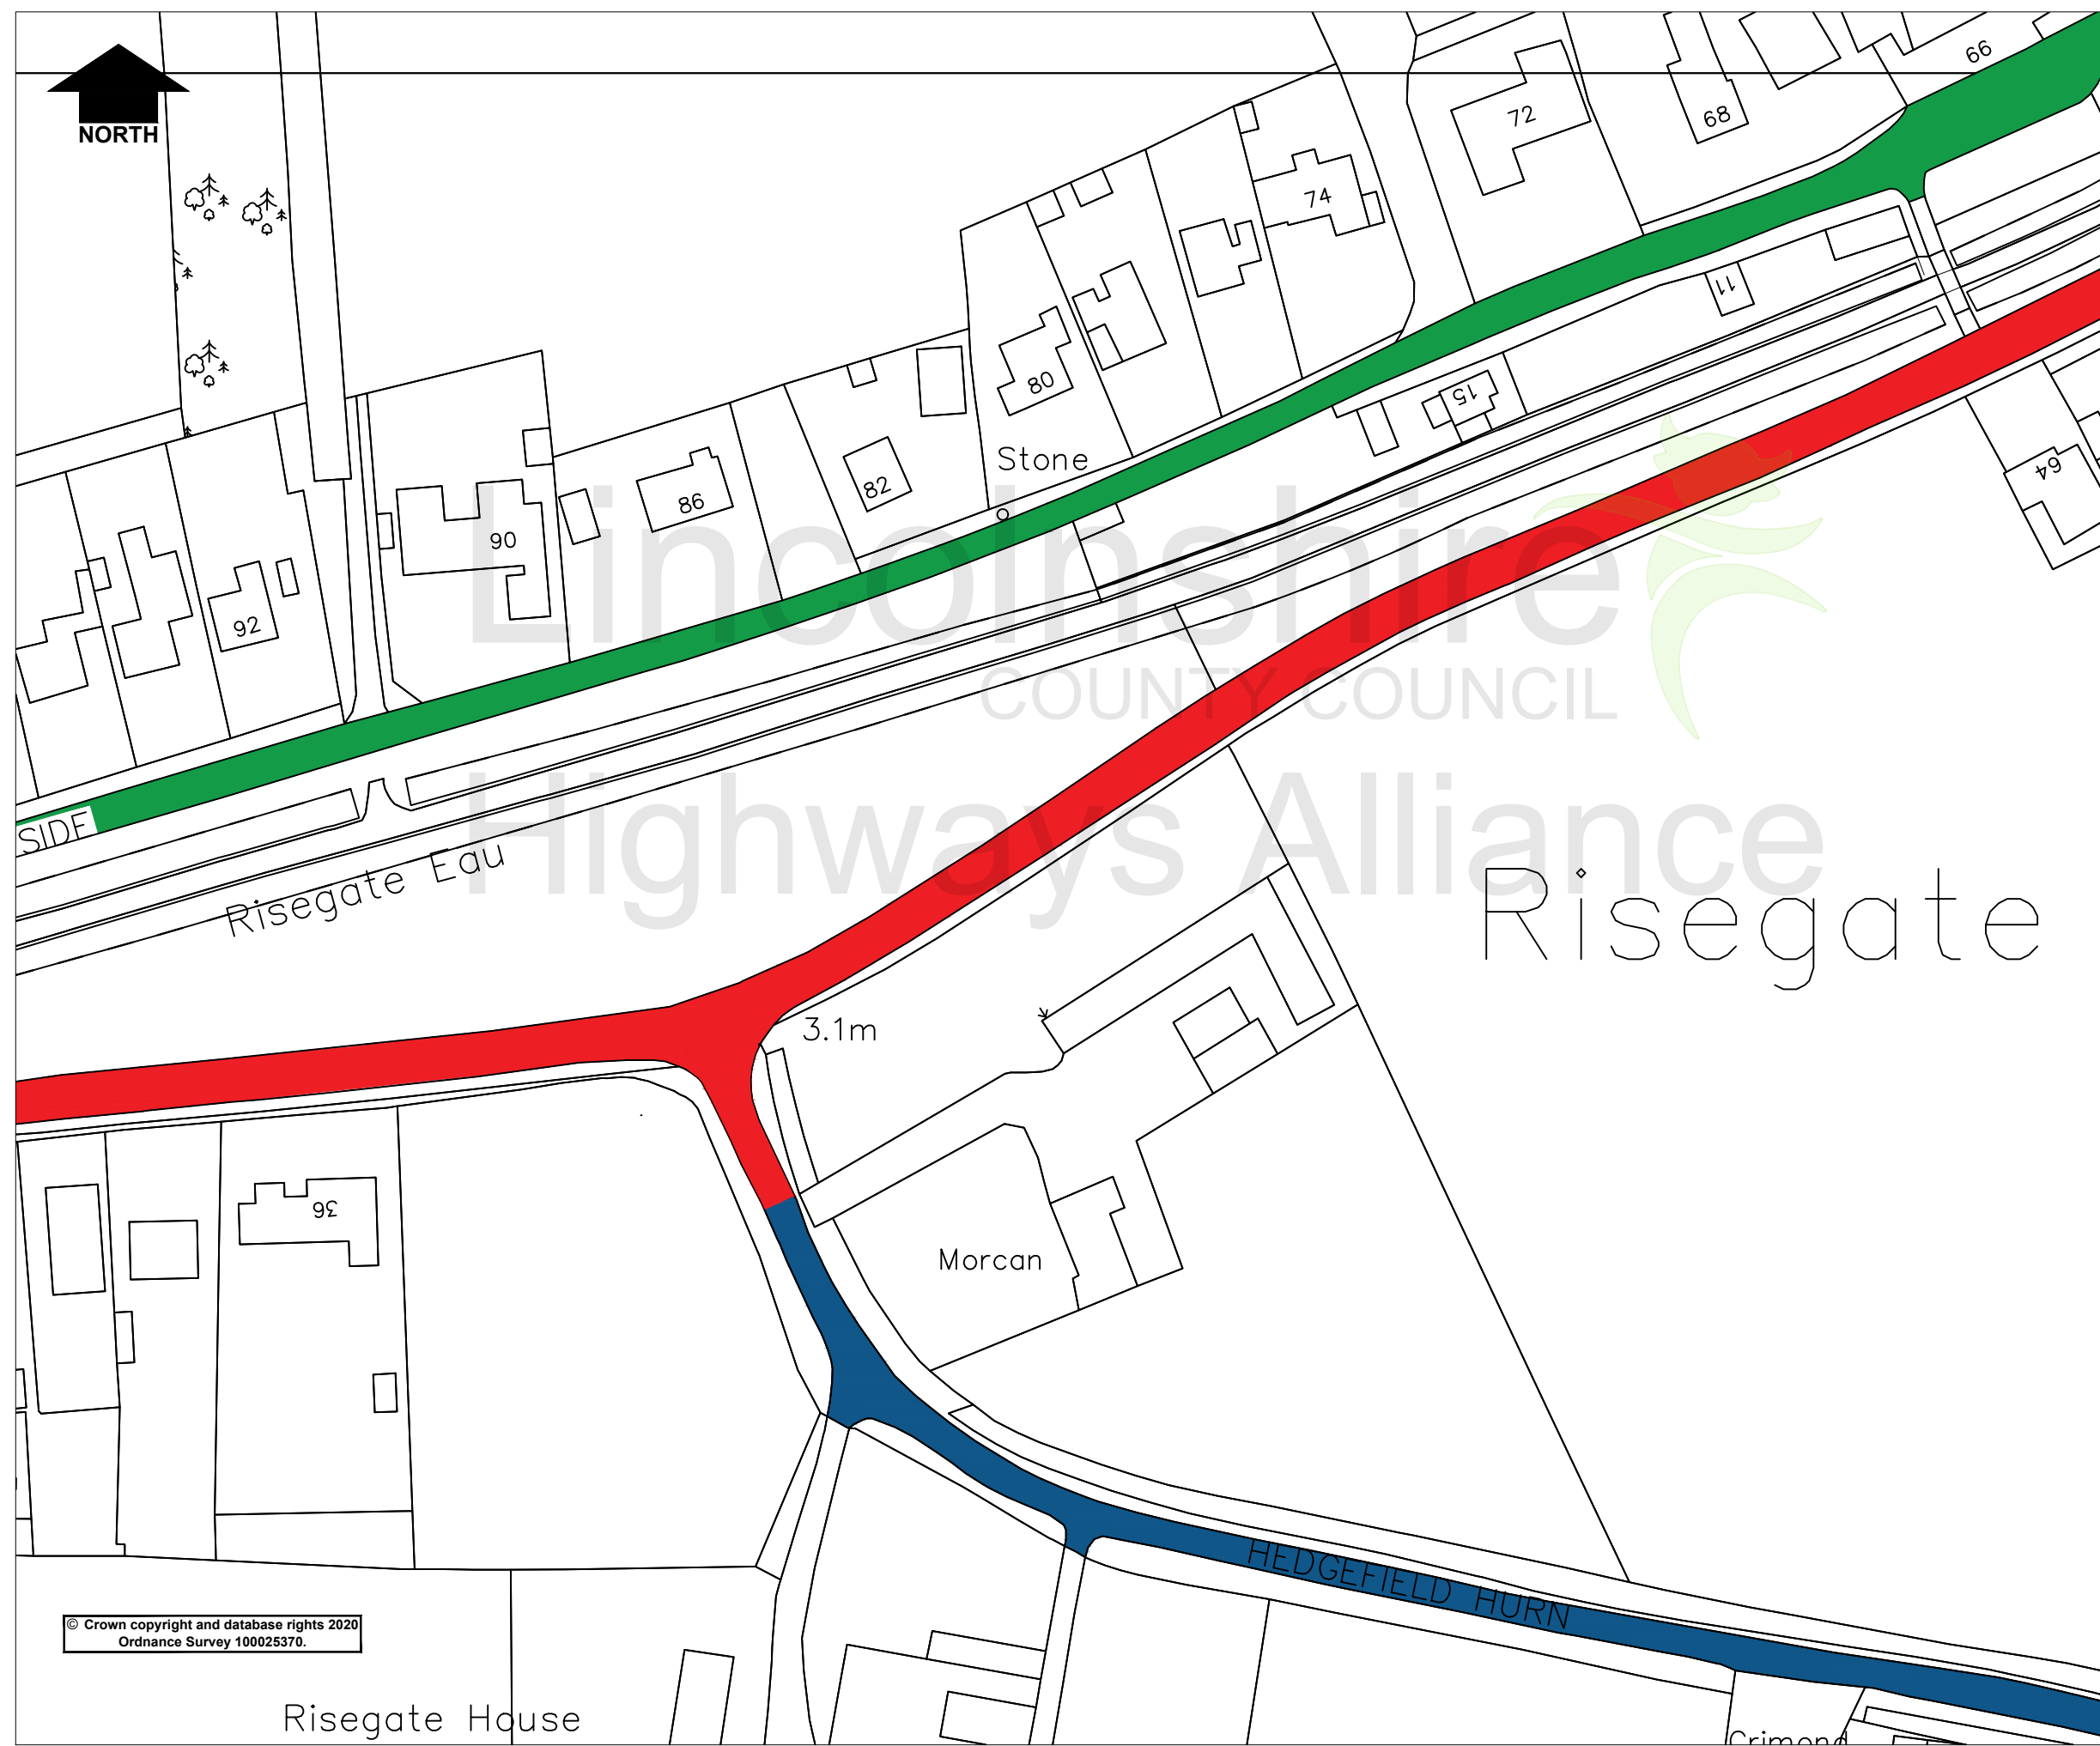 NORTH
66
72
68
74
11
80
15
Stone
64
82
86
90
92
Lincolnshire
COUNTY COUNCIL
Highways Alliance
SIDE
Risegate Eau
Risegate
3.1m
36
Morcan
HEDGEFIELD HURN
© Crown copyright and database rights 2020
Ordnance Survey 100025370.
Risegate House
Crimond